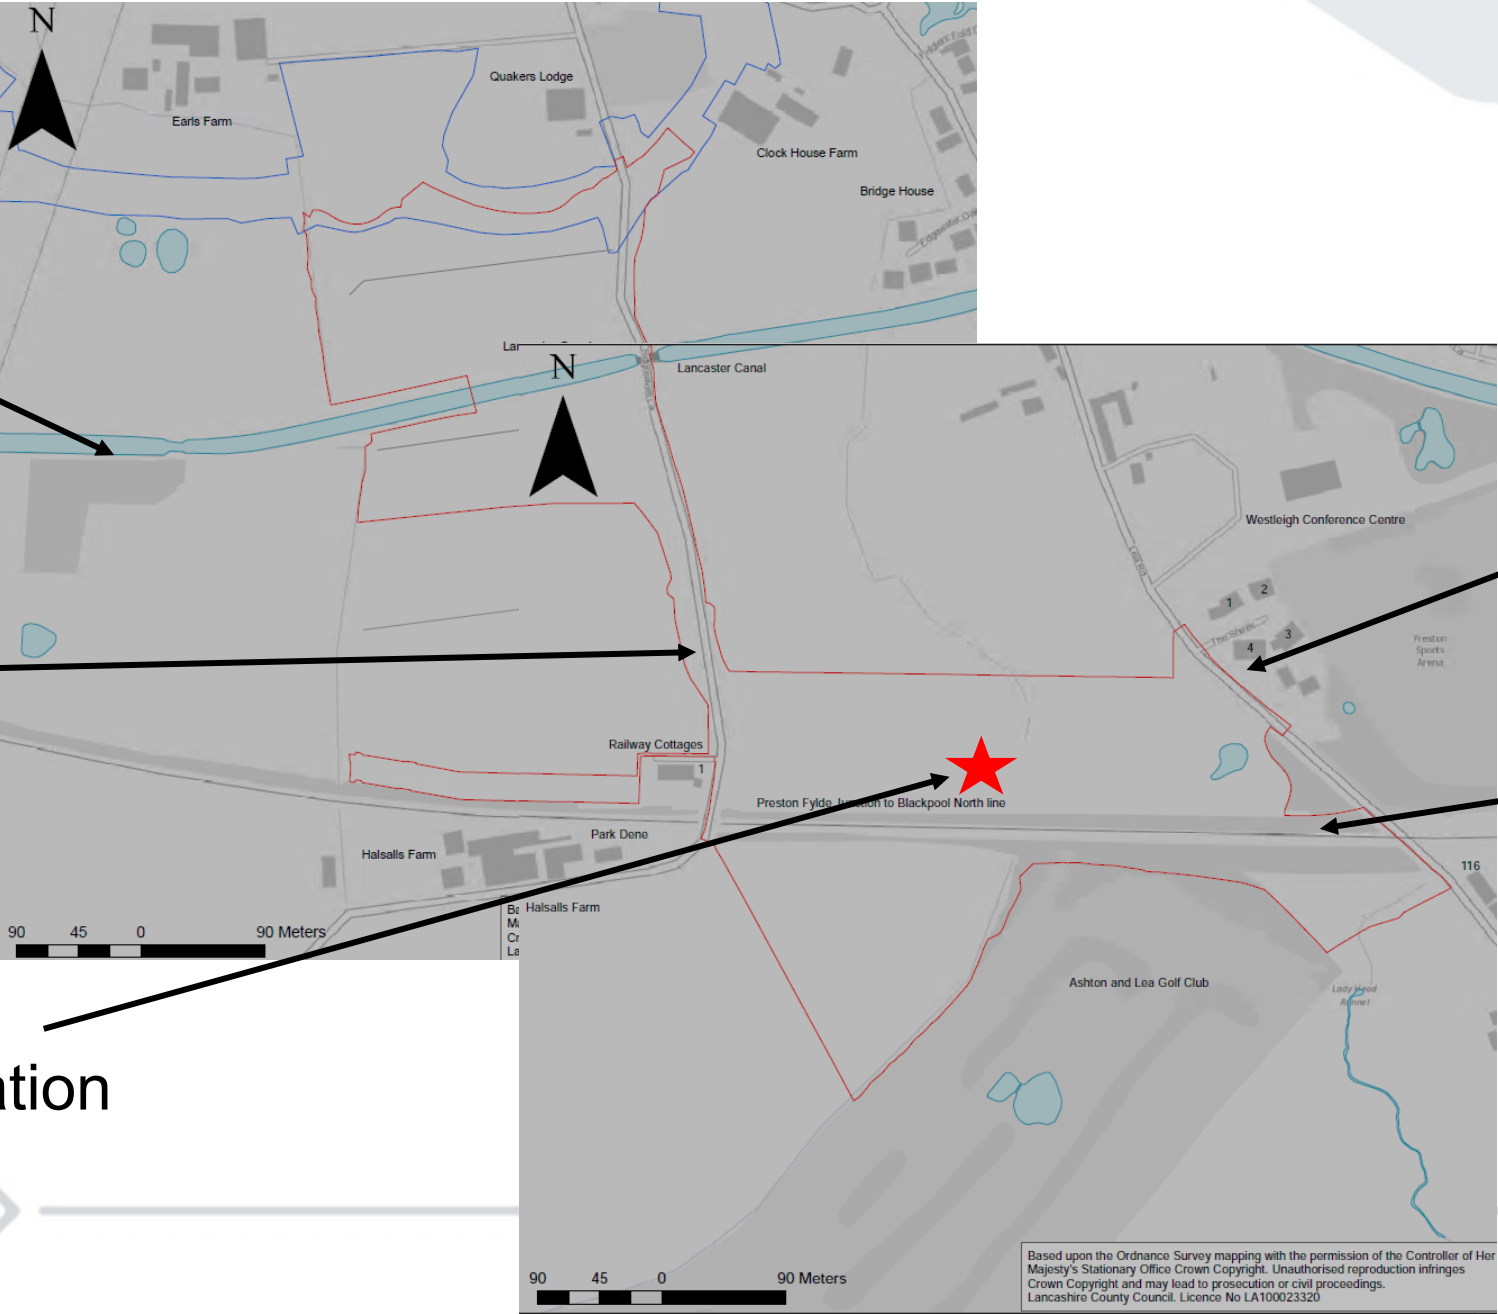 N
Quakers Lodge
Earls Farm
Clock House Farm
Bridge House
N
Lancaster Canal
Westleigh Conference Centre
Lea Rd
1
2
3
4
The Shires
Preston
Sports
Arena
Railway Cottages
1
Preston Fylde Junction to Blackpool North line
Park Dene
Halsalls Farm
116
Halsalls Farm
90 45 0 90 Meters
Ashton and Lea Golf Club
Lady Head
Runnel
ation
90 45 0 90 Meters
Based upon the Ordnance Survey mapping with the permission of the Controller of Her
Majesty's Stationary Office Crown Copyright. Unauthorised reproduction infringes
Crown Copyright and may lead to prosecution or civil proceedings.
Lancashire County Council. Licence No LA100023320